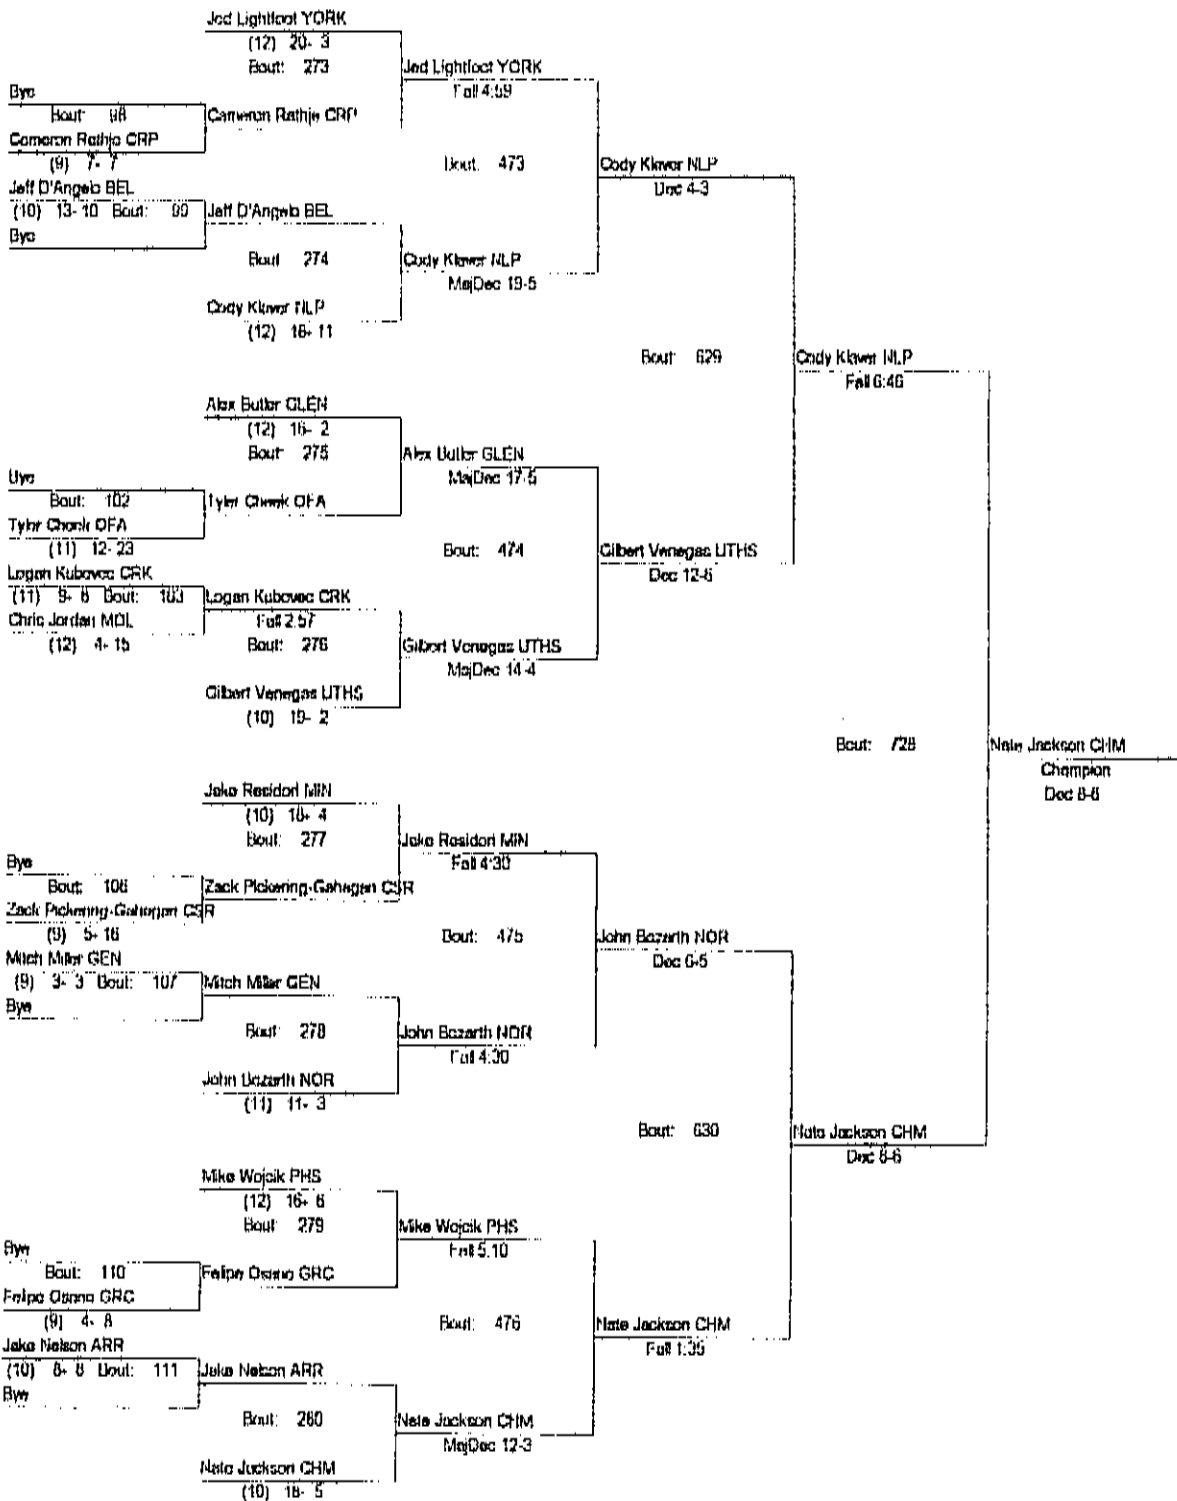 Jed Lightfoot YORK
(12) 20- 3
Bout: 273
Jed Lightfoot YORK
Fall 4:59
Bye
Bout: 98
Cameron Rathje CRP
Cameron Rathje CRP
(9) 7- 7
Bout: 473
Cody Klaver NLP
Dec 4-3
Jeff D'Angelo BEL
(10) 13- 10 Bout: 99
Jeff D'Angelo BEL
Bye
Bout: 274
Cody Klaver NLP
MajDec 19-5
Cody Klaver NLP
(12) 18- 11
Bout: 629
Cody Klaver NLP
Fall 6:46
Alex Butler GLEN
(12) 16- 2
Bout: 275
Alex Butler GLEN
MajDec 17-5
Bye
Bout: 102
Tyler Cheek OFA
Tyler Cheek OFA
(11) 12- 23
Bout: 474
Gilbert Venegas UTHS
Dec 12-6
Logan Kubovec CRK
(11) 9- 6 Bout: 103
Logan Kubovec CRK
Fall 2:57
Chris Jordan MOL
(12) 4- 15
Bout: 276
Gilbert Venegas UTHS
MajDec 14-4
Gilbert Venegas UTHS
(10) 19- 2
Bout: 728
Nate Jackson CHM
Champion
Dec 8-6
Jake Residori MIN
(10) 18- 4
Bout: 277
Jake Residori MIN
Fall 4:30
Bye
Bout: 106
Zack Pickering-Gahagan CSR
Zack Pickering-Gahagan CSR
(9) 5- 16
Bout: 475
John Bozarth NOR
Dec 6-5
Mitch Miller GEN
(9) 3- 3 Bout: 107
Mitch Miller GEN
Bye
Bout: 278
John Bozarth NOR
Fall 4:30
John Bozarth NOR
(11) 11- 3
Bout: 630
Nate Jackson CHM
Dec 8-6
Mike Wojcik PHS
(12) 16- 6
Bout: 279
Mike Wojcik PHS
Fall 5:10
Bye
Bout: 110
Felipe Osono GRC
Felipe Osono GRC
(9) 4- 8
Bout: 476
Nate Jackson CHM
Fall 1:35
Jake Nelson ARR
(10) 8- 8 Bout: 111
Jake Nelson ARR
Bye
Bout: 280
Nate Jackson CHM
MajDec 12-3
Nate Jackson CHM
(10) 18- 5